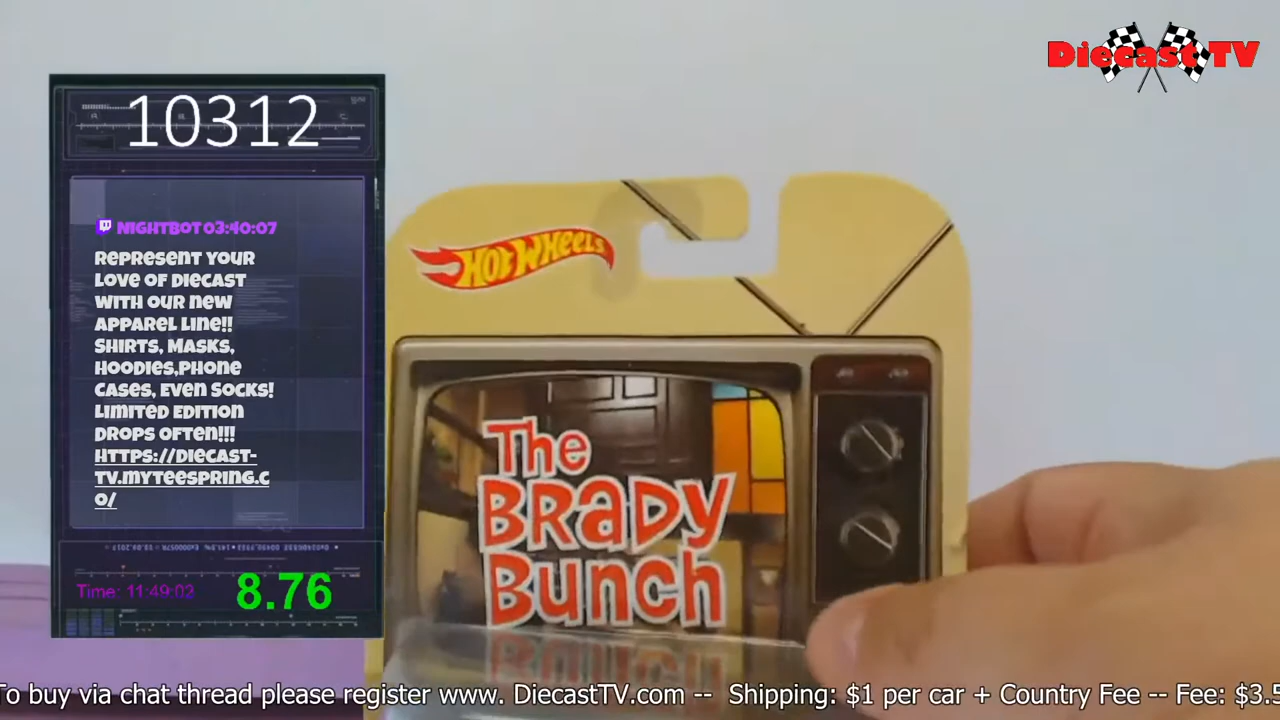 Diecast TV
10312
NIGHTBOT 03:40:07
Represent your
love of diecast
with our new
apparel line!!
Shirts, Masks,
Hoodies,Phone
cases, even socks!
Limited edition
drops often!!!
https://diecast-
tv.myteespring.c
o/
Time: 11:49:02
8.76
HOT WHEELS
The
BRADY
BUNCH
To buy via chat thread please register www. DiecastTV.com -- Shipping: $1 per car + Country Fee -- Fee: $3.5